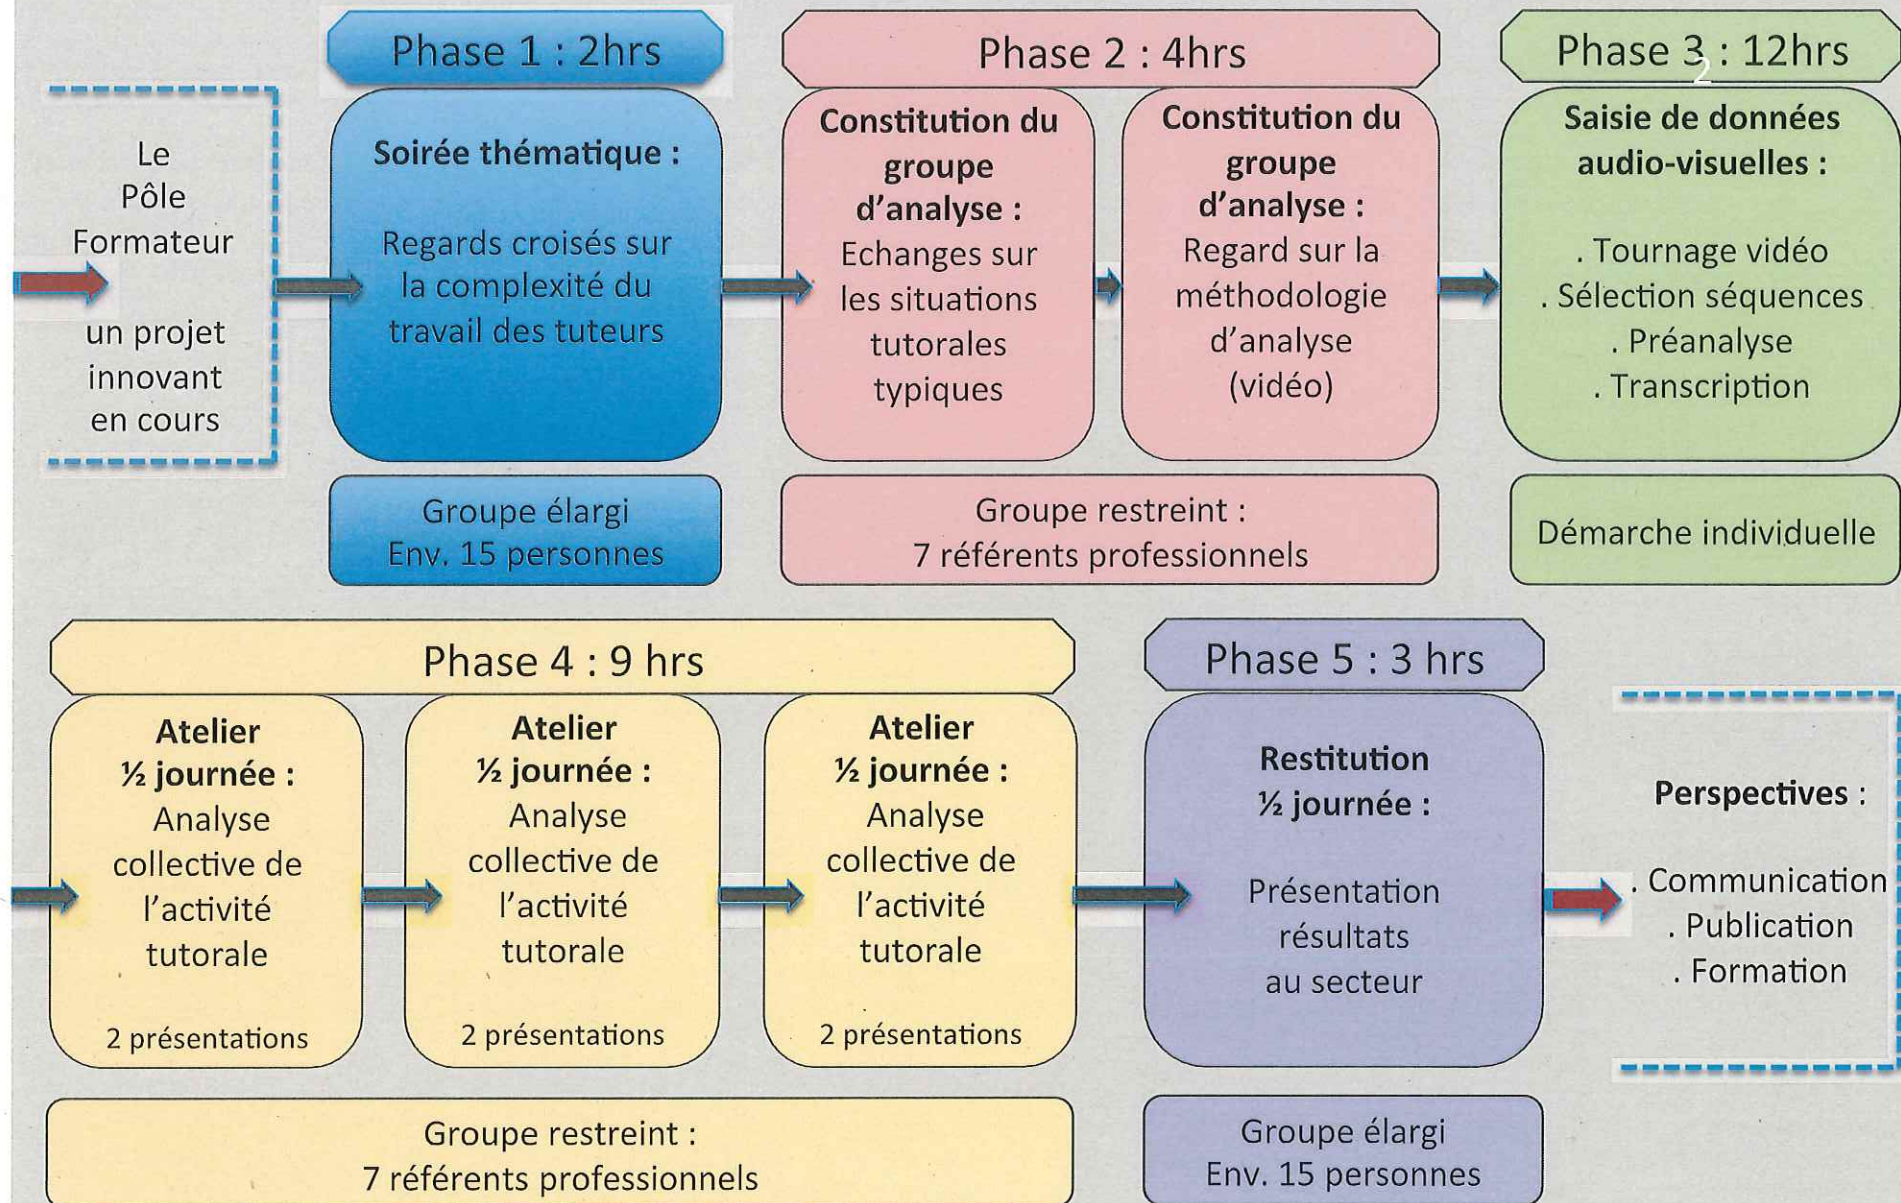 Phase 1 : 2hrs
Phase 2 : 4hrs
Phase 3 : 12hrs
2
Le
Pôle
Formateur
un projet
innovant
en cours
Soirée thématique :
Regards croisés sur
la complexité du
travail des tuteurs
Constitution du
groupe
d'analyse :
Echanges sur
les situations
tutorales
typiques
Constitution du
groupe
d'analyse :
Regard sur la
méthodologie
d'analyse
(vidéo)
Saisie de données
audio-visuelles :
. Tournage vidéo
. Sélection séquences
. Préanalyse
. Transcription
Groupe élargi
Env. 15 personnes
Groupe restreint :
7 référents professionnels
Démarche individuelle
Phase 4 : 9 hrs
Phase 5 : 3 hrs
Atelier
½ journée :
Analyse
collective de
l'activité
tutorale
2 présentations
Atelier
½ journée :
Analyse
collective de
l'activité
tutorale
2 présentations
Atelier
½ journée :
Analyse
collective de
l'activité
tutorale
2 présentations
Restitution
½ journée :
Présentation
résultats
au secteur
Perspectives :
. Communication
. Publication
. Formation
Groupe restreint :
7 référents professionnels
Groupe élargi
Env. 15 personnes